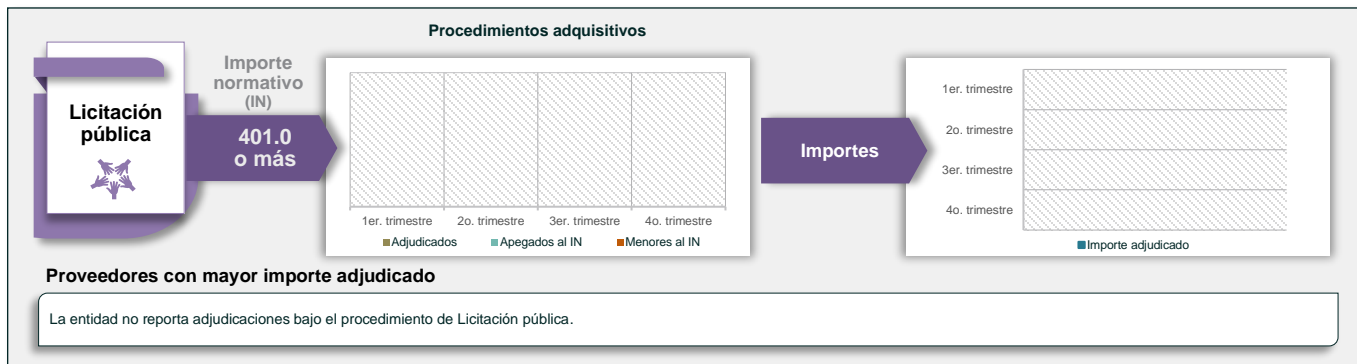 Procedimientos adquisitivos
Importe
normativo
(IN)
Licitación
pública
401.0
o más
1er. trimestre
2o. trimestre
3er. trimestre
4o. trimestre
Adjudicados
Apegados al IN
Menores al IN
Importes
1er. trimestre
2o. trimestre
3er. trimestre
4o. trimestre
Importe adjudicado
Proveedores con mayor importe adjudicado
La entidad no reporta adjudicaciones bajo el procedimiento de Licitación pública.